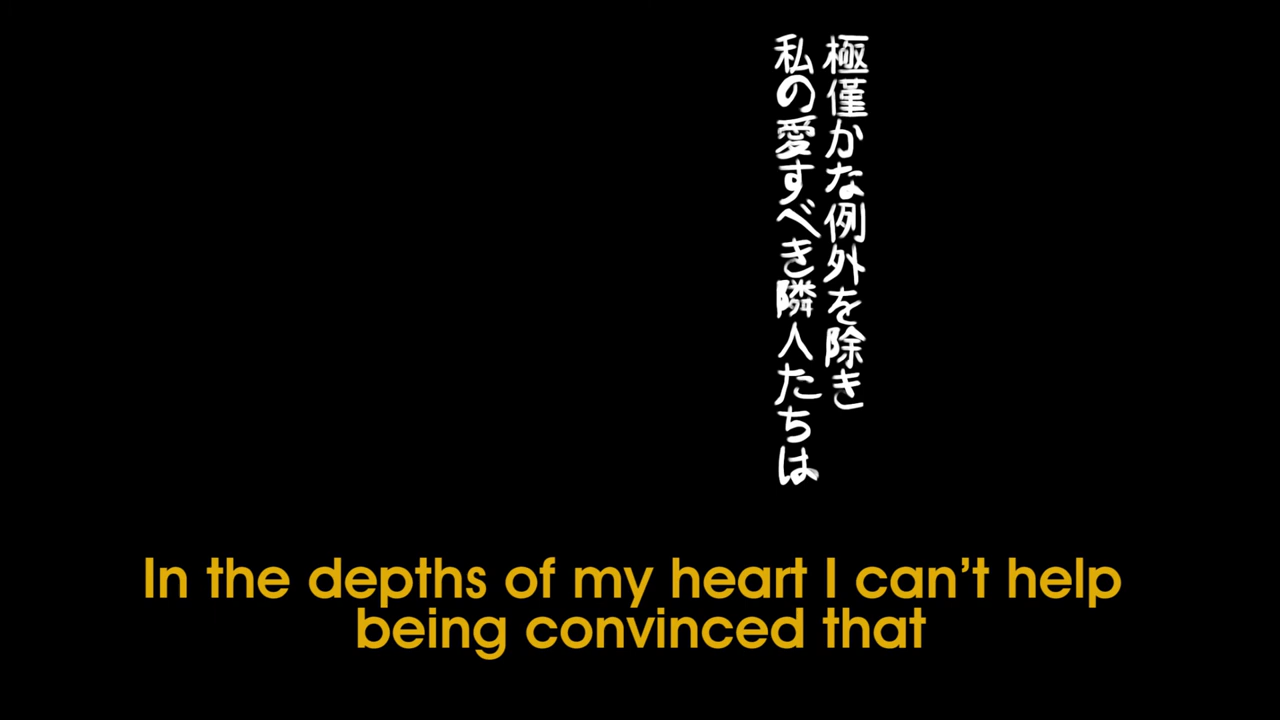 極僅かな例外を除き
私の愛すべき隣人たちは
In the depths of my heart I can't help
being convinced that